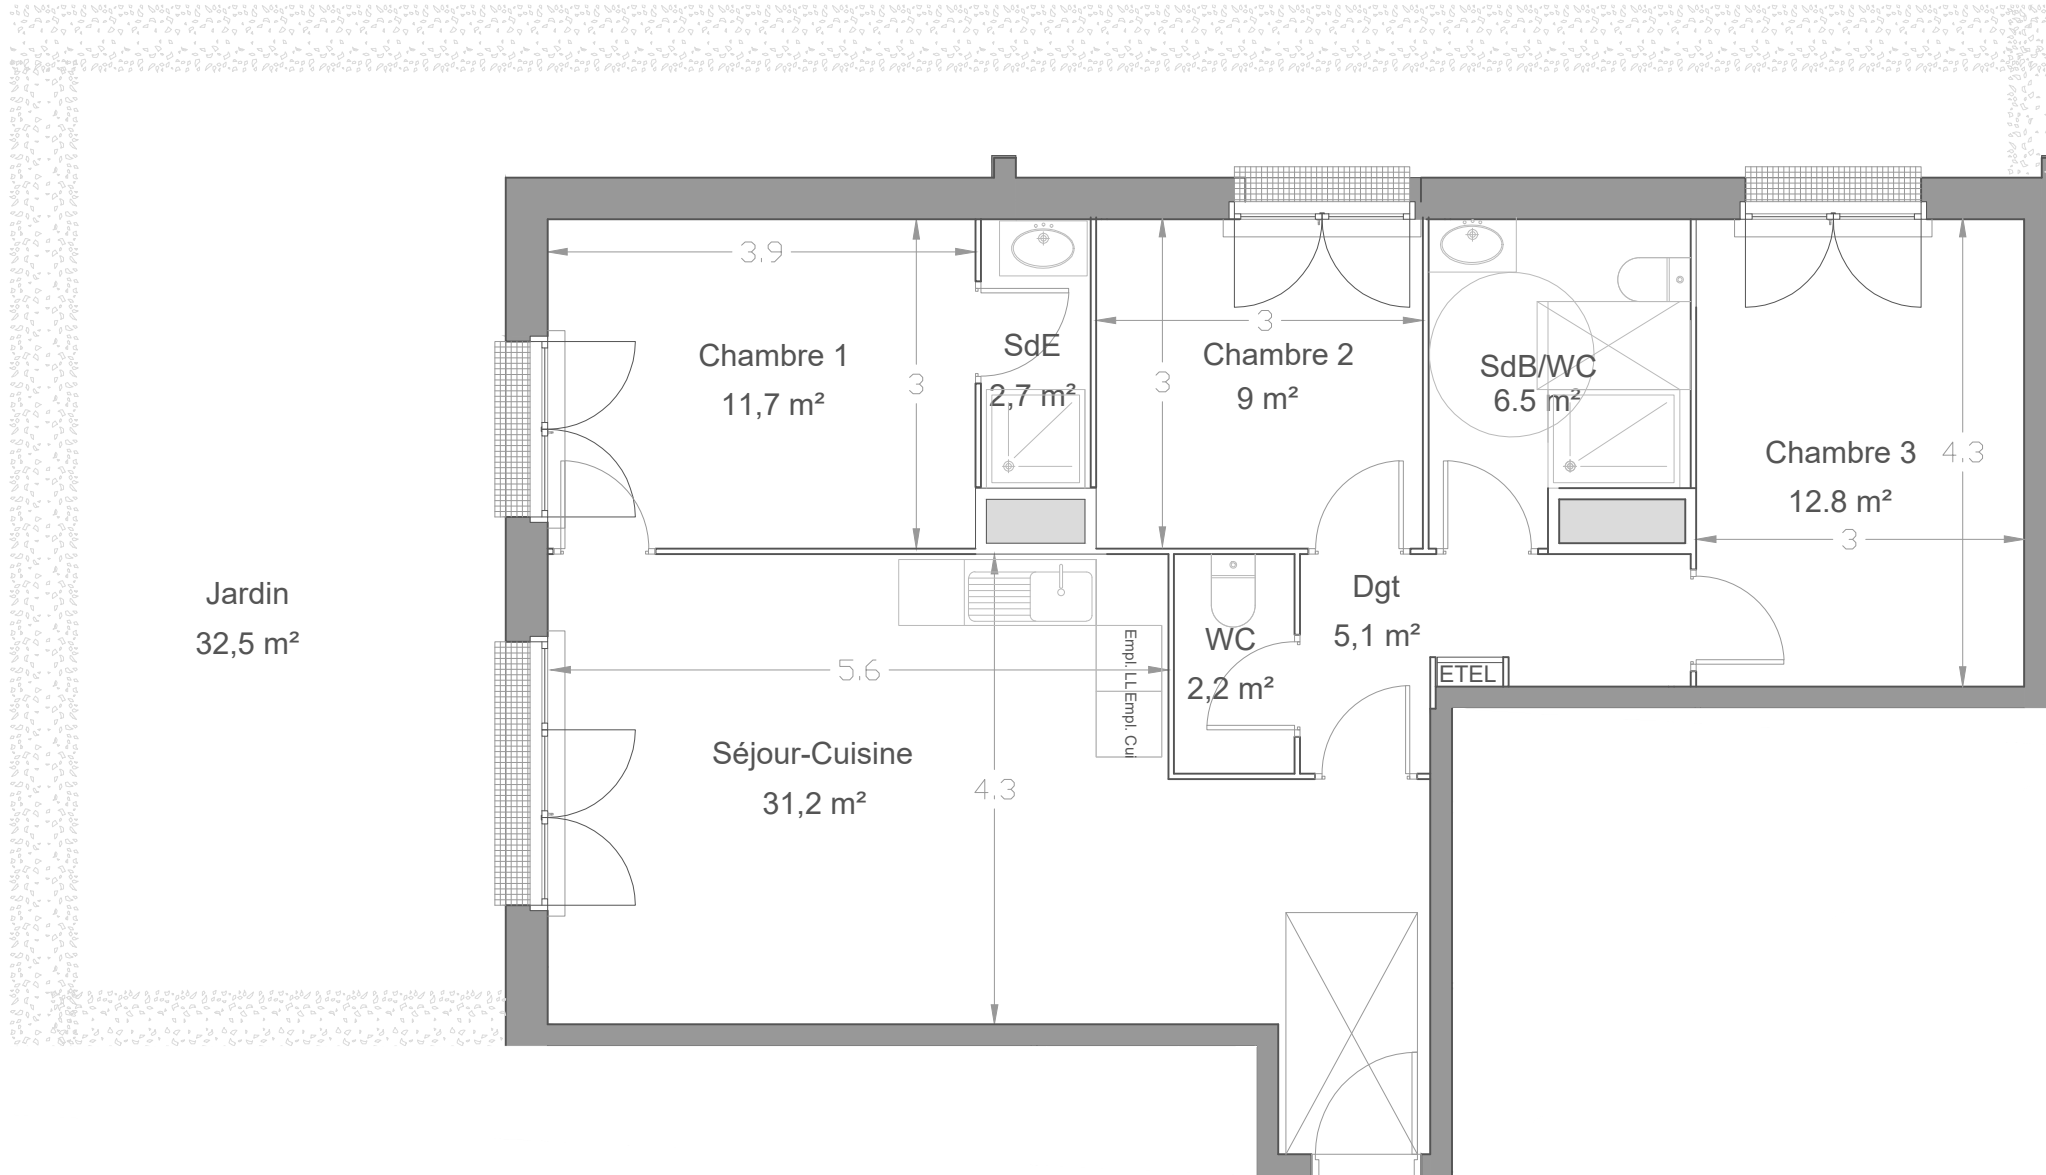 3.9
Chambre 1
11,7 m²
3
SdE
2,7 m²
3
Chambre 2
9 m²
3
SdB/WC
6.5 m²
Chambre 3
12.8 m²
4.3
3
Jardin
32,5 m²
5.6
Séjour-Cuisine
31,2 m²
4.3
Empl. LL
Empl. Cui
WC
2,2 m²
Dgt
5,1 m²
ETEL